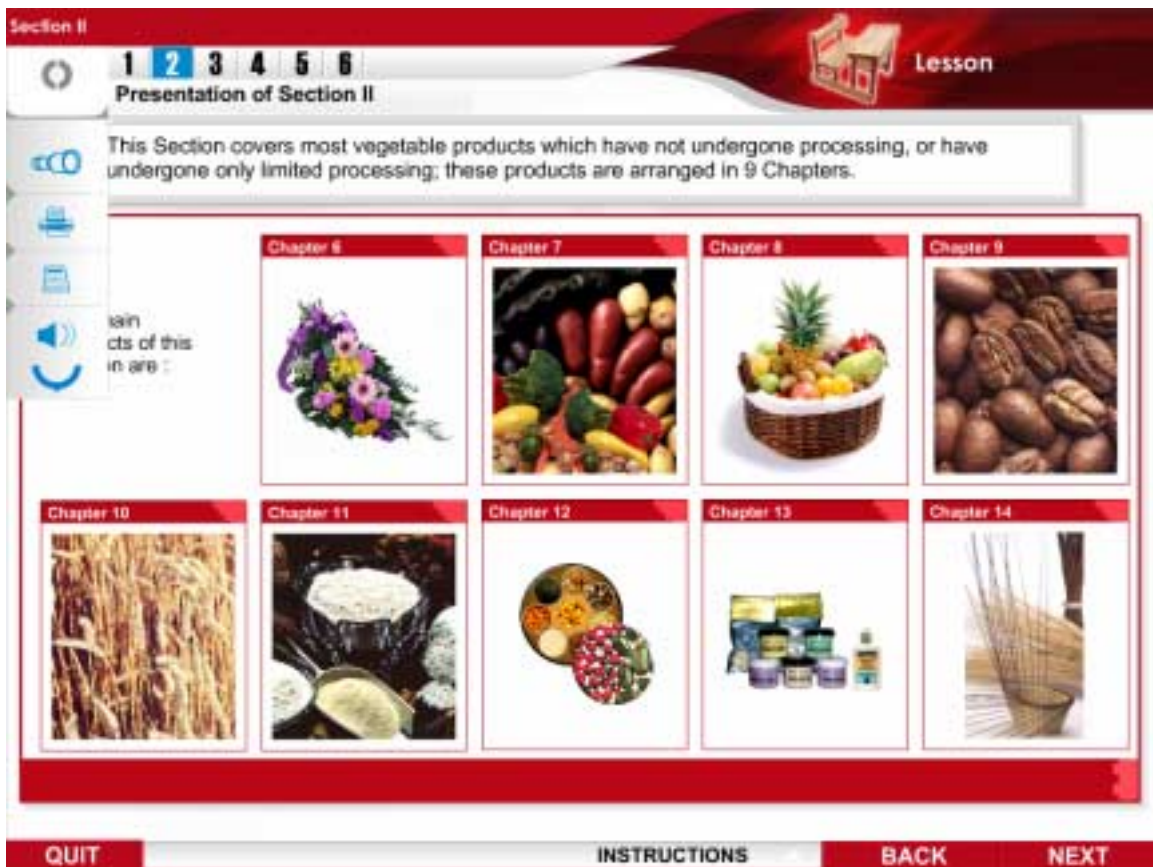 Section II
1 2 3 4 5 6
Lesson
Presentation of Section II
This Section covers most vegetable products which have not undergone processing, or have
undergone only limited processing; these products are arranged in 9 Chapters.
Chapter 6
Chapter 7
Chapter 8
Chapter 9
ain
cts of this
n are :
Chapter 10
Chapter 11
Chapter 12
Chapter 13
Chapter 14
QUIT
INSTRUCTIONS
BACK
NEXT